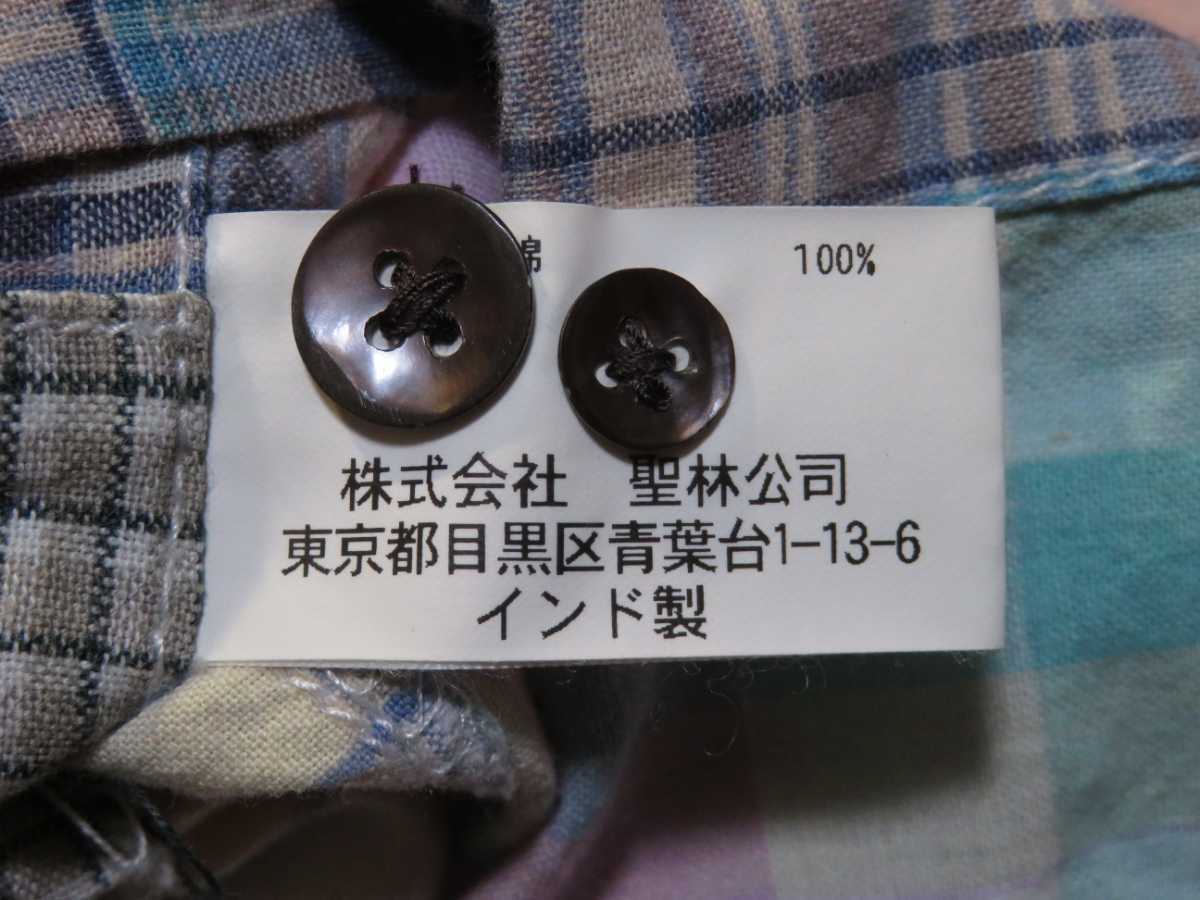 綿 100%
株式会社 聖林公司
東京都目黒区青葉台1-13-6
インド製